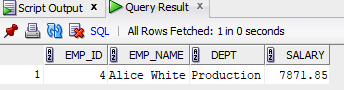 Script Output Query Result
SQL All Rows Fetched: 1 in 0 seconds
EMP_ID EMP_NAME DEPT SALARY
1 4 Alice White Production 7871.85